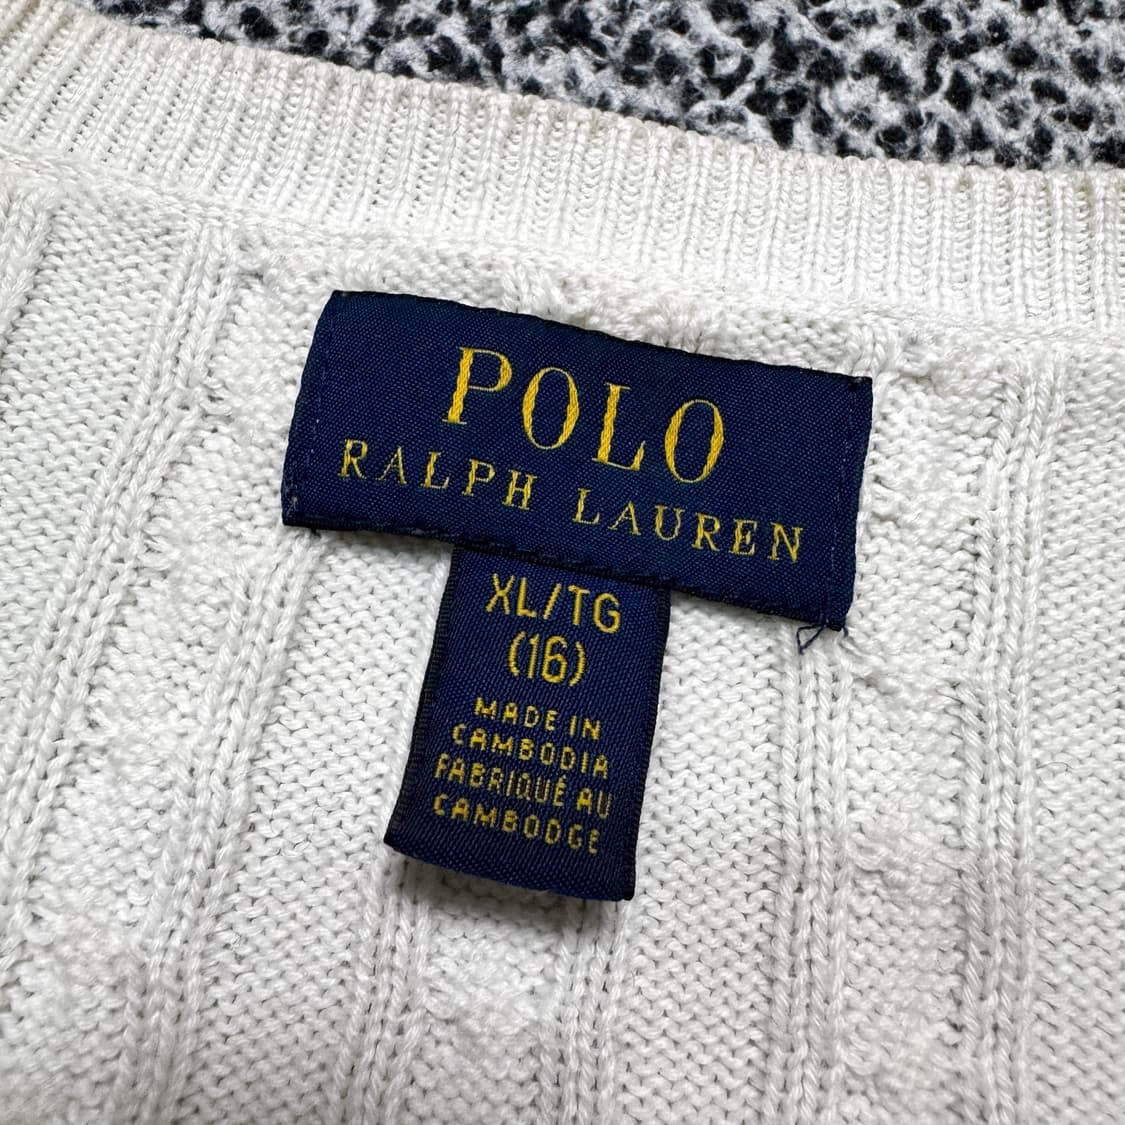 POLO
RALPH LAUREN
XL/TG
(16)
MADE IN
CAMBODIA
FABRIQUÉ AU
CAMBODGE